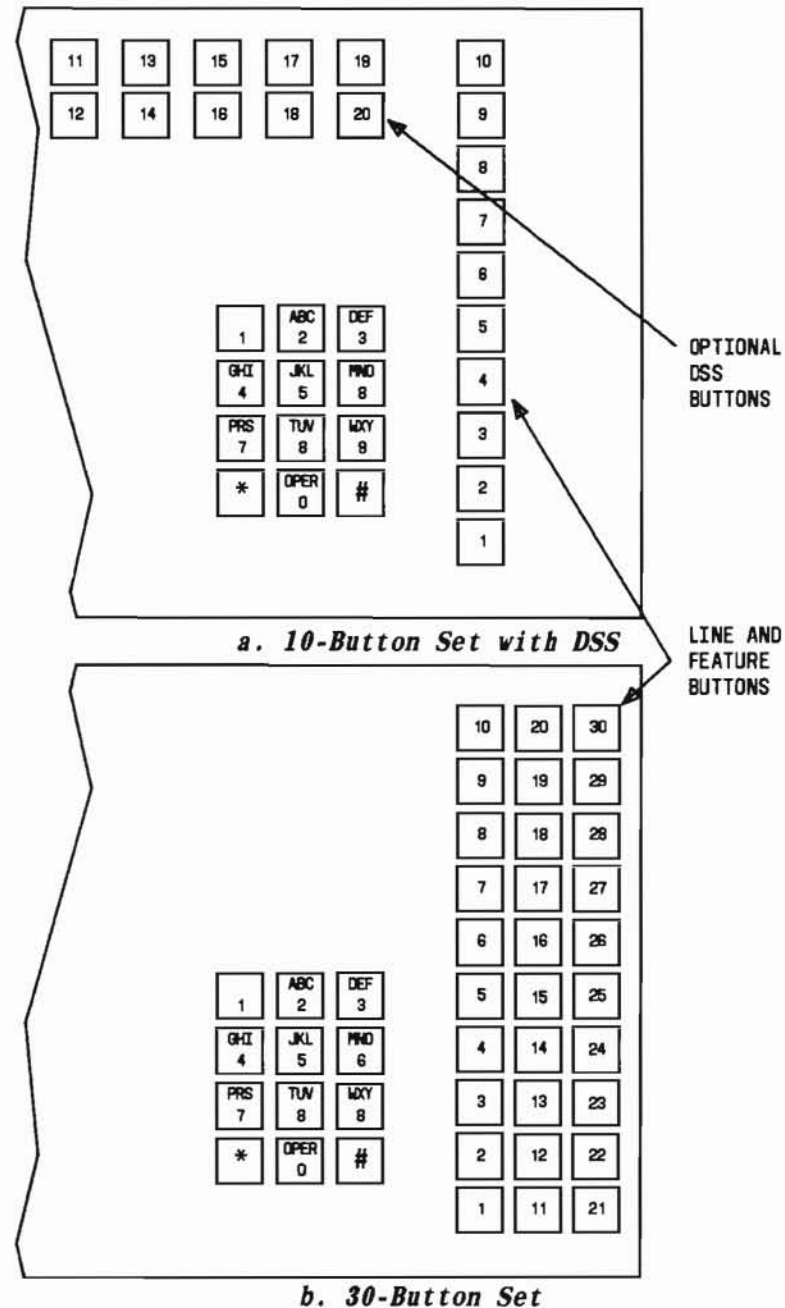 11 13 15 17 19 10
12 14 16 18 20 9
8
7
6
ABC DEF
1 2 3
5
GHI JKL MNO
4 5 6
4
PRS TUV WXY
7 8 9
3
* OPER #
0
2
1
OPTIONAL
DSS
BUTTONS
a. 10-Button Set with DSS
LINE AND
FEATURE
BUTTONS
10 20 30
9 19 29
8 18 28
7 17 27
6 16 26
ABC DEF
1 2 3
5 15 25
GHI JKL MNO
4 5 6
4 14 24
PRS TUV WXY
7 8 9
3 13 23
* OPER #
0
2 12 22
1 11 21
b. 30-Button Set